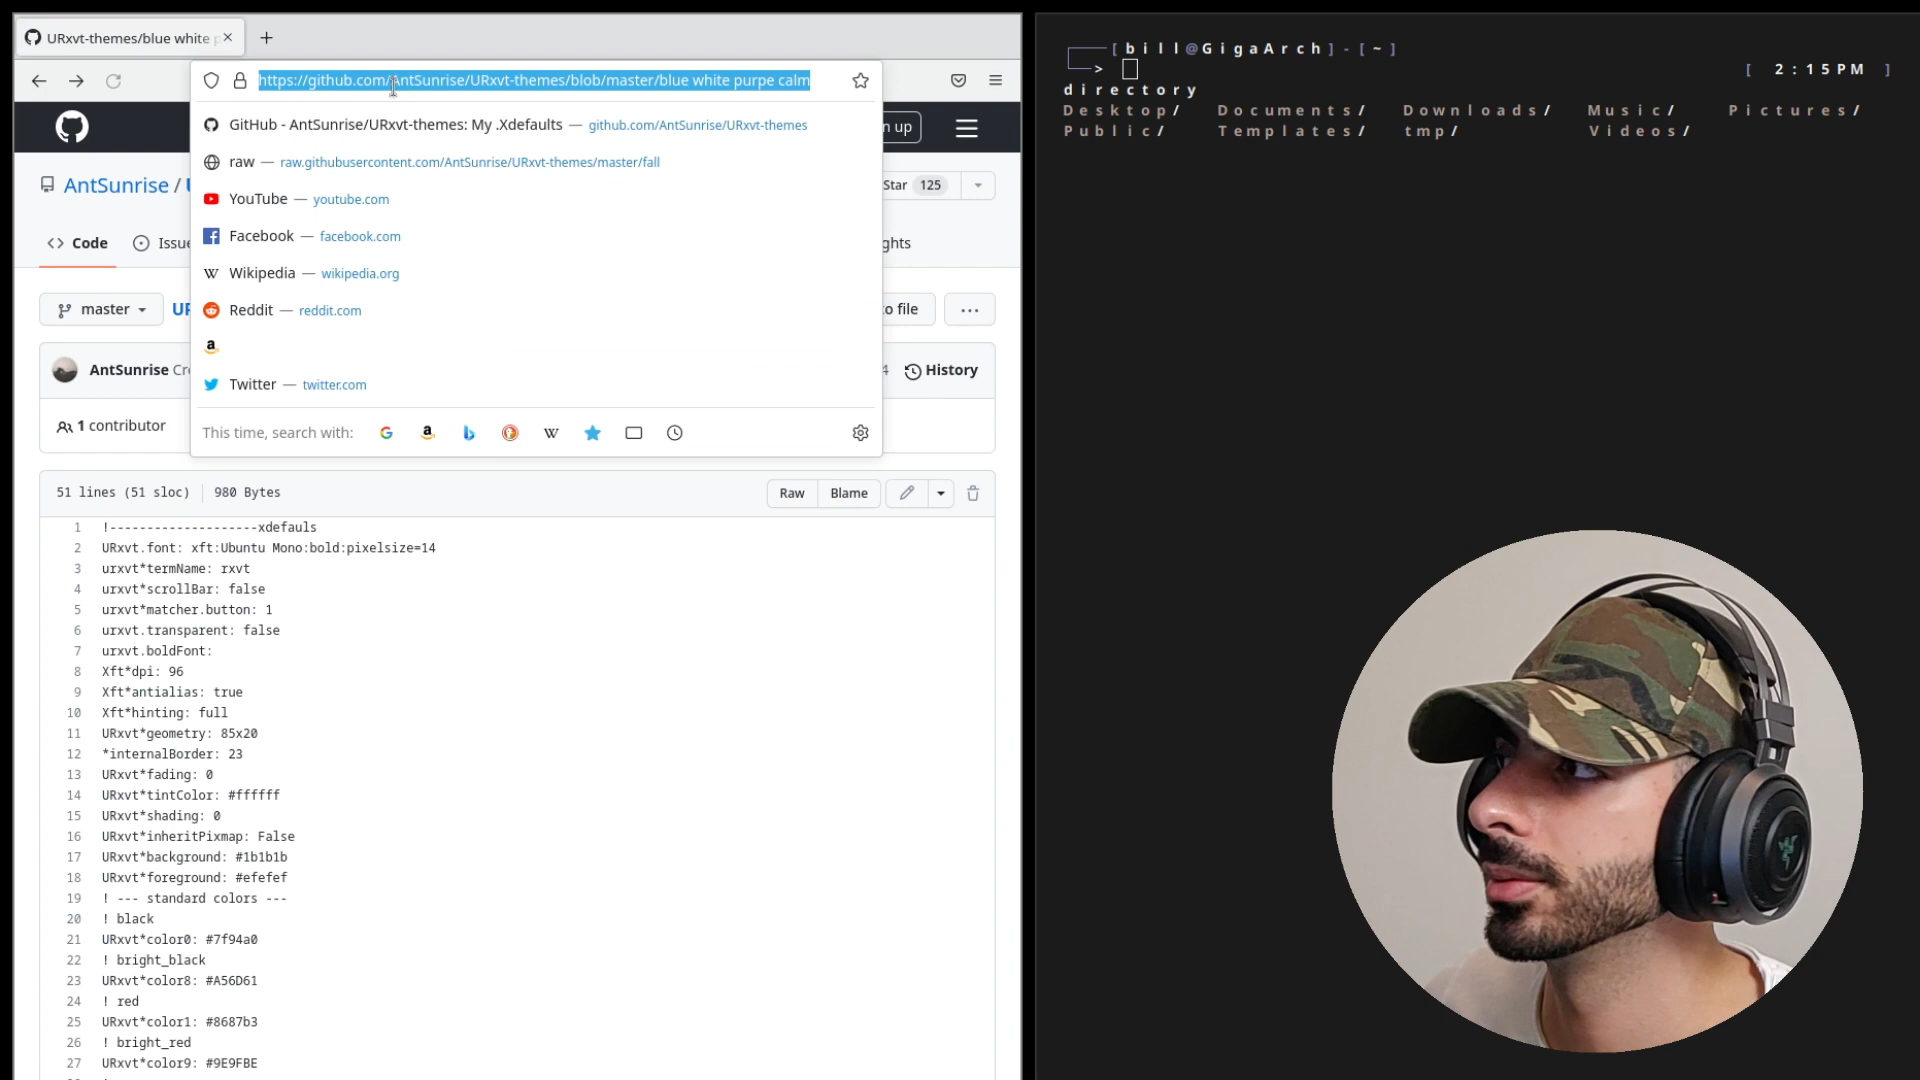 URxvt-themes/blue white p
https://github.com/AntSunrise/URxvt-themes/blob/master/blue white purpe calm
GitHub - AntSunrise/URxvt-themes: My .Xdefaults — github.com/AntSunrise/URxvt-themes
n up
raw — raw.githubusercontent.com/AntSunrise/URxvt-themes/master/fall
AntSunrise /
Star 125
YouTube — youtube.com
Facebook — facebook.com
Code
Issue
ghts
Wikipedia — wikipedia.org
master
UR
Reddit — reddit.com
o file
AntSunrise Cre
Twitter — twitter.com
4 History
1 contributor
This time, search with:
51 lines (51 sloc) 980 Bytes
Raw Blame
1 !-------------------xdefauls
2 URxvt.font: xft:Ubuntu Mono:bold:pixelsize=14
3 urxvt*termName: rxvt
4 urxvt*scrollBar: false
5 urxvt*matcher.button: 1
6 urxvt.transparent: false
7 urxvt.boldFont:
8 Xft*dpi: 96
9 Xft*antialias: true
10 Xft*hinting: full
11 URxvt*geometry: 85x20
12 *internalBorder: 23
13 URxvt*fading: 0
14 URxvt*tintColor: #ffffff
15 URxvt*shading: 0
16 URxvt*inheritPixmap: False
17 URxvt*background: #1b1b1b
18 URxvt*foreground: #efefef
19 ! --- standard colors ---
20 ! black
21 URxvt*color0: #7f94a0
22 ! bright_black
23 URxvt*color8: #A56D61
24 ! red
25 URxvt*color1: #8687b3
26 ! bright_red
27 URxvt*color9: #9E9FBE
[bill@GigaArch]-[~]
>
[ 2:15PM ]
directory
Desktop/ Documents/ Downloads/ Music/ Pictures/
Public/ Templates/ tmp/ Videos/